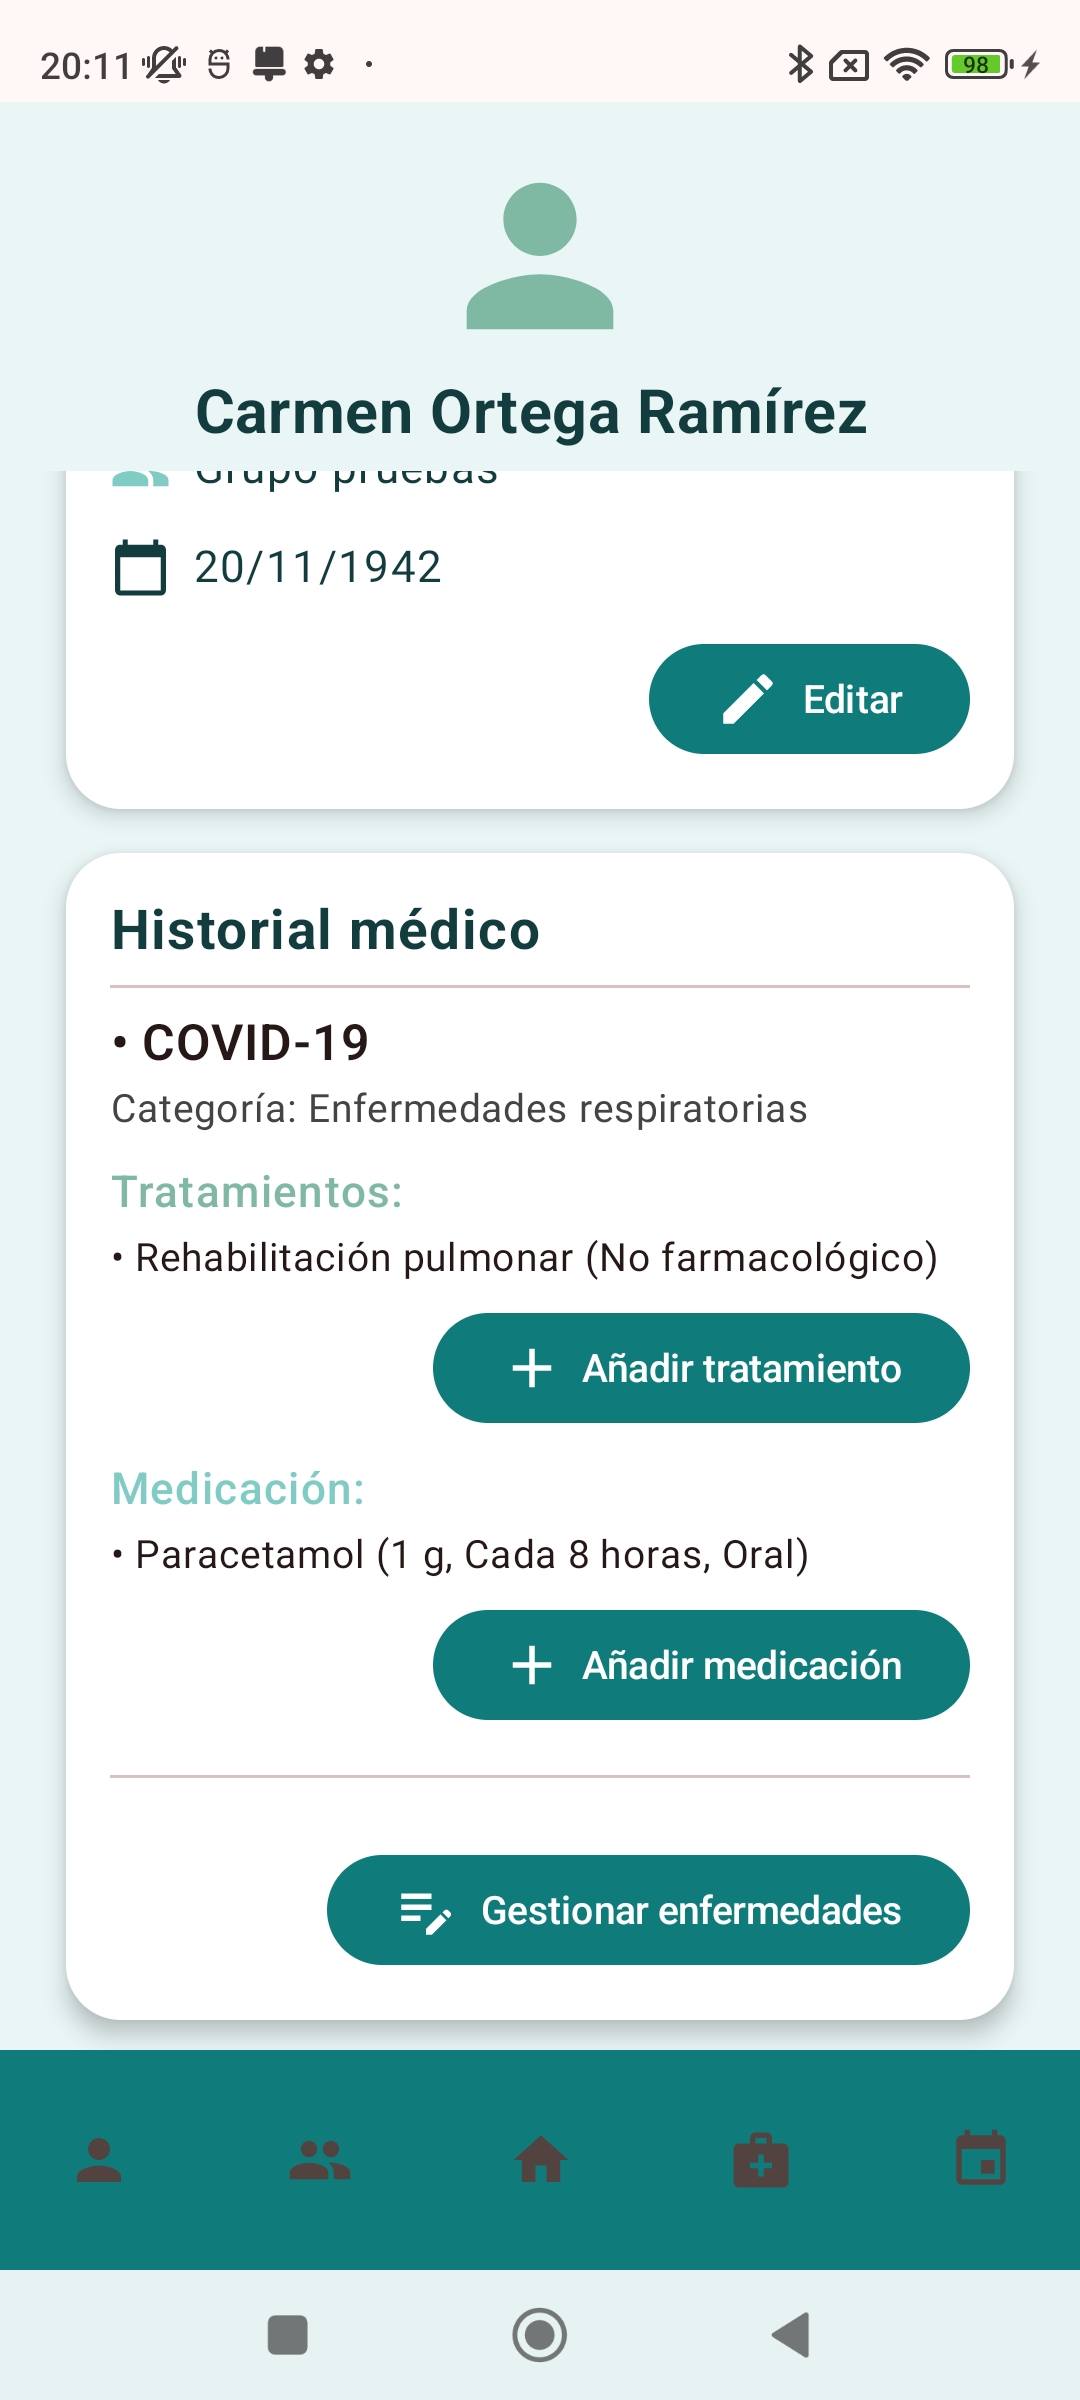 20:11
98
Carmen Ortega Ramírez
Grupo pruebas
20/11/1942
Editar
Historial médico
• COVID-19
Categoría: Enfermedades respiratorias
Tratamientos:
• Rehabilitación pulmonar (No farmacológico)
Añadir tratamiento
Medicación:
• Paracetamol (1 g, Cada 8 horas, Oral)
Añadir medicación
Gestionar enfermedades